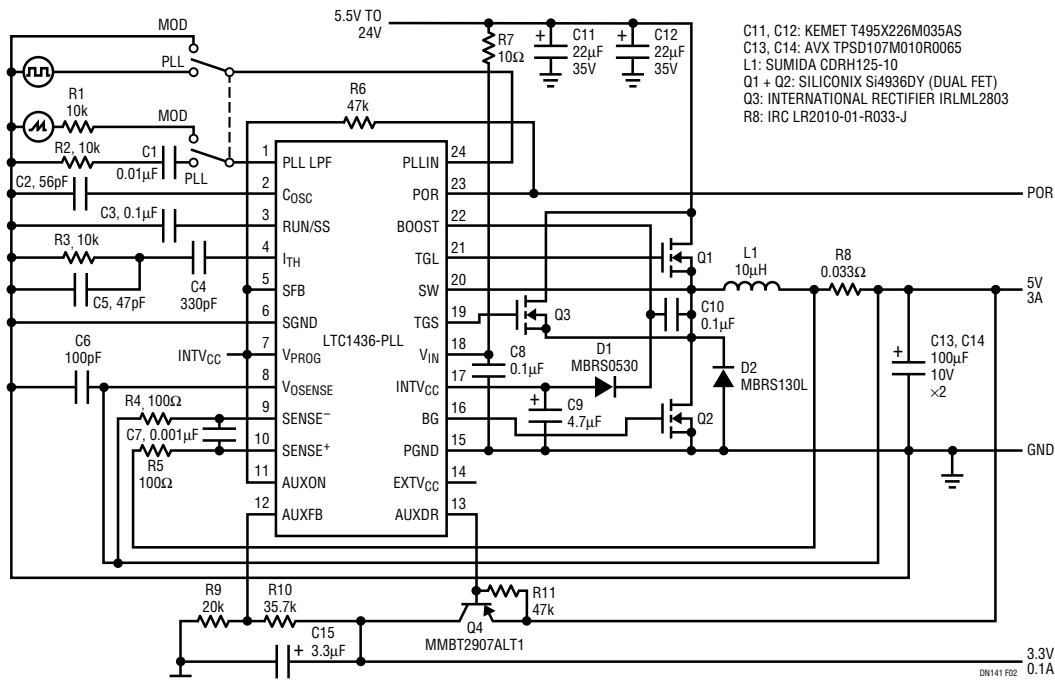 MOD
PLL
R1
10k
MOD
R2, 10k
C1
0.01µF
PLL
C2, 56pF
C3, 0.1µF
R3, 10k
C5, 47pF
C4
330pF
INTVCC
C6
100pF
R4, 100Ω
C7, 0.001µF
R5
100Ω
5.5V TO
24V
R6
47k
R7
10Ω
+
C11
22µF
35V
+
C12
22µF
35V
C11, C12: KEMET T495X226M035AS
C13, C14: AVX TPSD107M010R0065
L1: SUMIDA CDRH125-10
Q1 + Q2: SILICONIX Si4936DY (DUAL FET)
Q3: INTERNATIONAL RECTIFIER IRLML2803
R8: IRC LR2010-01-R033-J
1 PLL LPF
2 COSC
3 RUN/SS
4 ITH
5 SFB
6 SGND
7 VPROG
8 VOSENSE
9 SENSE–
10 SENSE+
11 AUXON
12 AUXFB
LTC1436-PLL
PLLIN 24
POR 23
BOOST 22
TGL 21
SW 20
TGS 19
VIN 18
INTVCC 17
BG 16
PGND 15
EXTVCC 14
AUXDR 13
POR
Q1
L1
10µH
R8
0.033Ω
5V
3A
Q3
C10
0.1µF
C8
0.1µF
D1
MBRS0530
D2
MBRS130L
+
C13, C14
100µF
10V
×2
+
C9
4.7µF
Q2
GND
R9
20k
R10
35.7k
R11
47k
Q4
MMBT2907ALT1
C15
+ 3.3µF
3.3V
0.1A
DN141 F02